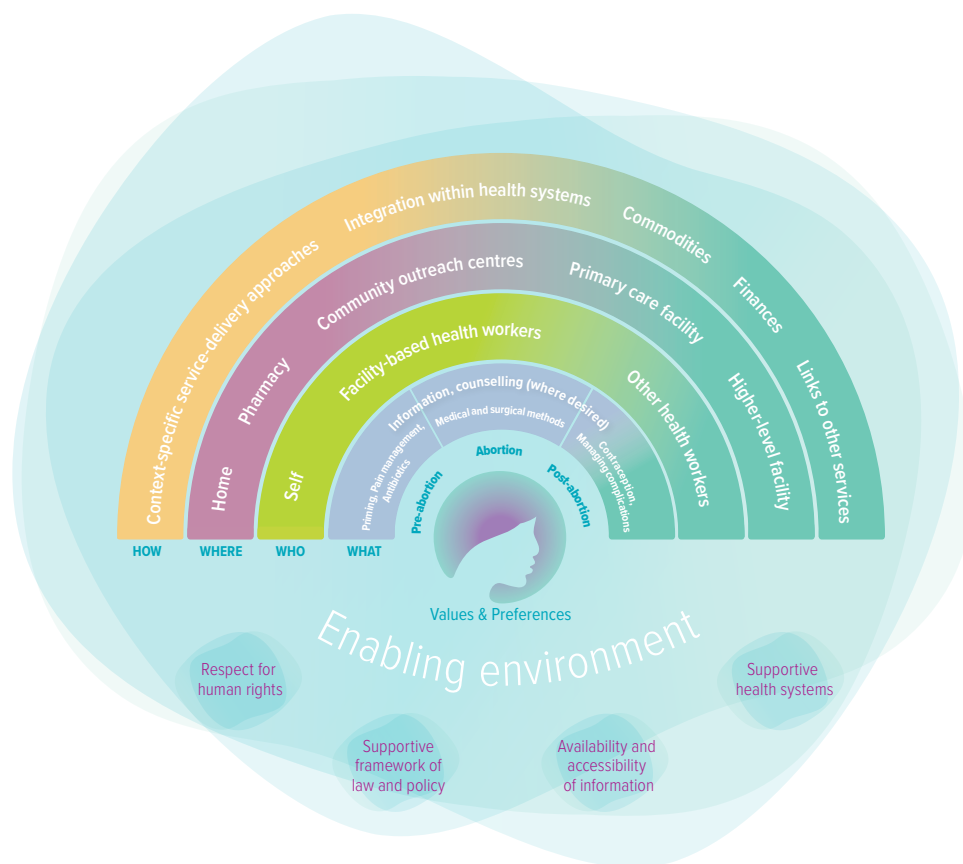 Context-specific service-delivery approaches
Integration within health systems
Commodities
Finances
Links to other services
Home
Pharmacy
Community outreach centres
Primary care facility
Higher-level facility
Self
Facility-based health workers
Other health workers
Information, counselling (where desired)
Priming, Pain management,
Antibiotics
Medical and surgical methods
Contraception,
Managing complications
Pre-abortion
Abortion
Post-abortion
HOW
WHERE
WHO
WHAT
Values & Preferences
Enabling environment
Respect for
human rights
Supportive
framework of
law and policy
Availability and
accessibility
of information
Supportive
health systems